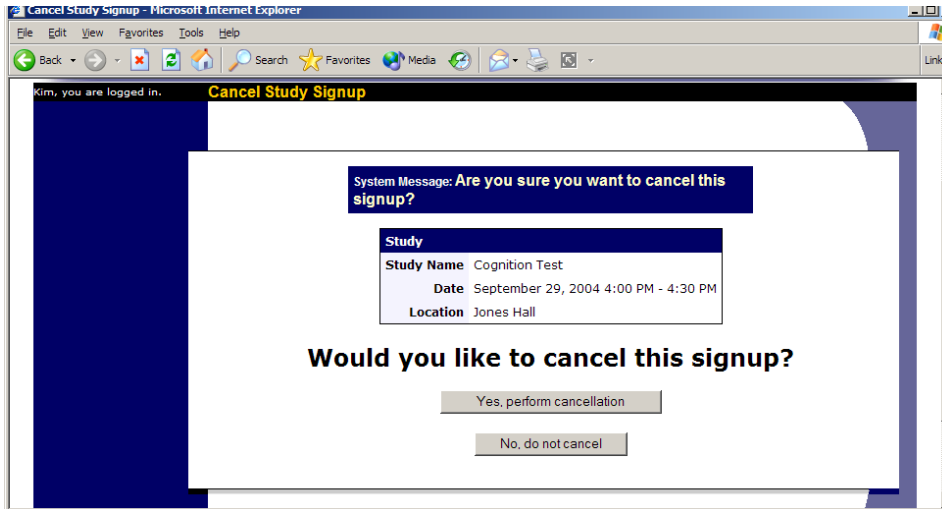 Cancel Study Signup - Microsoft Internet Explorer
File Edit View Favorites Tools Help
Back Search Favorites Media
Kim, you are logged in. Cancel Study Signup
System Message: Are you sure you want to cancel this
signup?
Study
Study Name Cognition Test
Date September 29, 2004 4:00 PM - 4:30 PM
Location Jones Hall
Would you like to cancel this signup?
Yes, perform cancellation
No, do not cancel